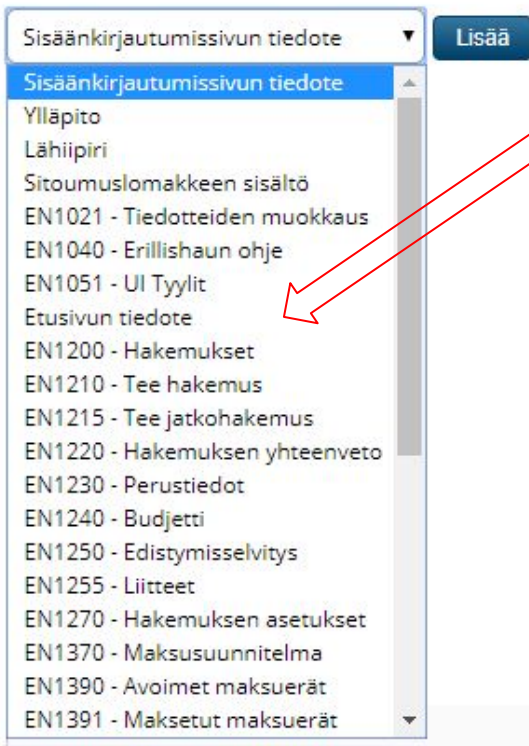 Sisäänkirjautumissivun tiedote Lisää
Sisäänkirjautumissivun tiedote
Ylläpito
Lähiipiri
Sitoumuslomakkeen sisältö
EN1021 - Tiedotteiden muokkaus
EN1040 - Erillishaun ohje
EN1051 - UI Tyylit
Etusivun tiedote
EN1200 - Hakemukset
EN1210 - Tee hakemus
EN1215 - Tee jatkohakemus
EN1220 - Hakemuksen yhteenveto
EN1230 - Perustiedot
EN1240 - Budjetti
EN1250 - Edistymisselvitys
EN1255 - Liitteet
EN1270 - Hakemuksen asetukset
EN1370 - Maksusuunnitelma
EN1390 - Avoimet maksuerät
EN1391 - Maksetut maksuerät